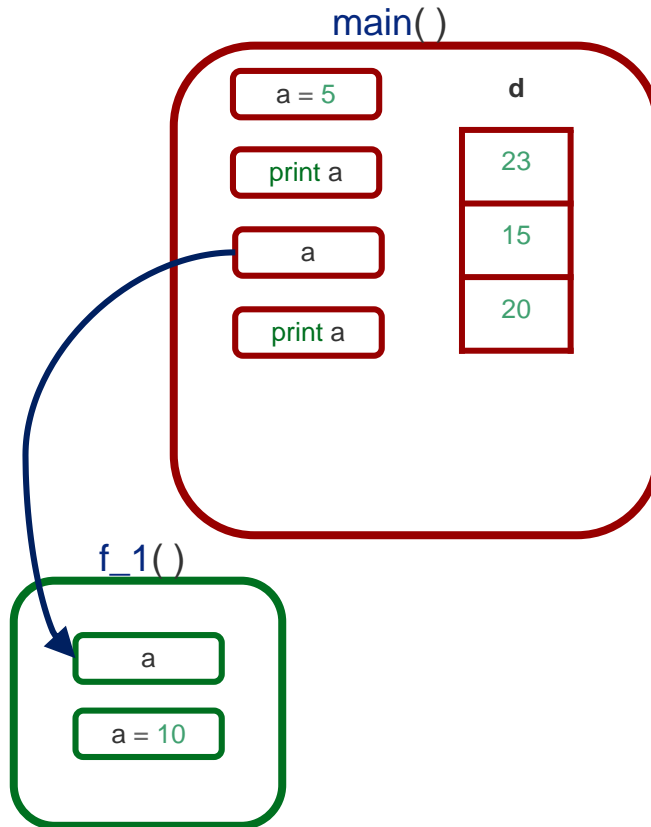 main( )
a = 5
print a
a
print a
d
23
15
20
f_1( )
a
a = 10